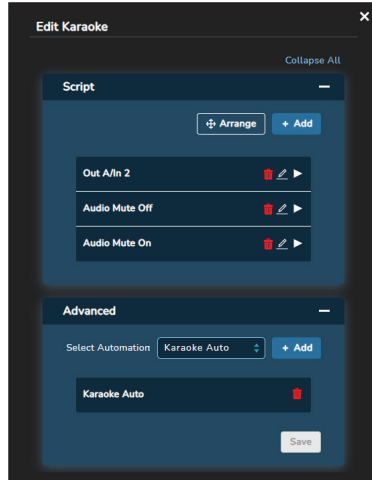 Edit Karaoke
Collapse All
Script
Arrange + Add
Out A/In 2
Audio Mute Off
Audio Mute On
Advanced
Select Automation Karaoke Auto + Add
Karaoke Auto
Save